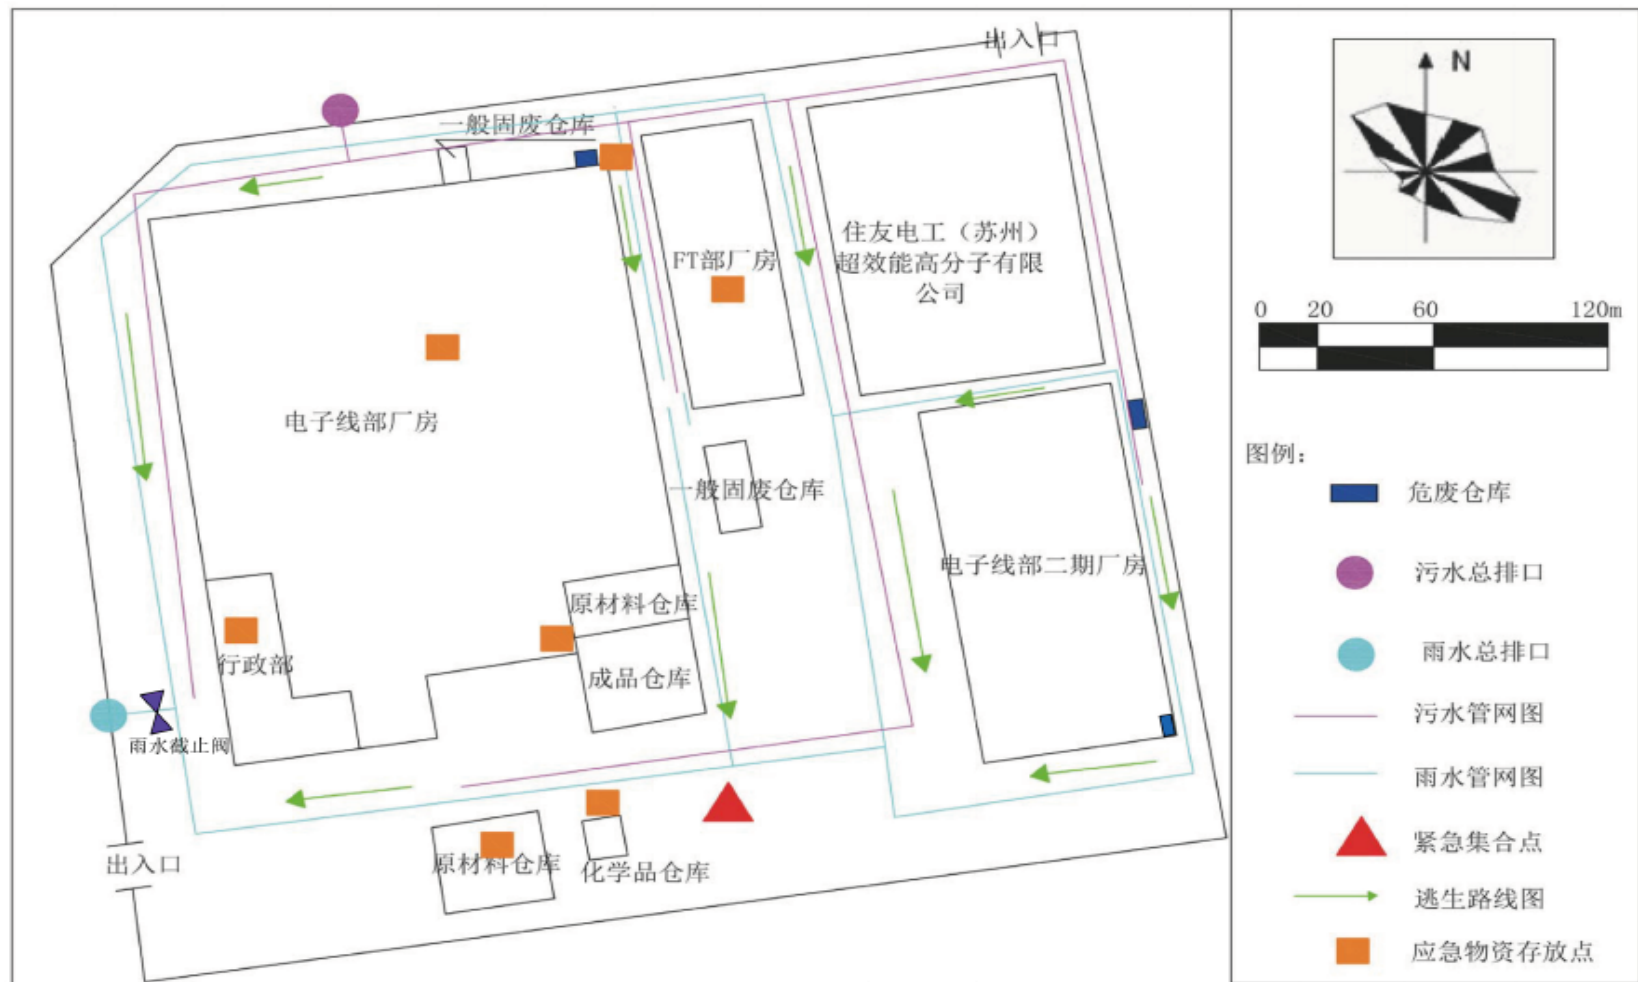 出入口
一般固废仓库
FT部厂房
住友电工（苏州）
超效能高分子有限
公司
电子线部厂房
一般固废仓库
电子线部二期厂房
原材料仓库
成品仓库
行政部
雨水截止阀
出入口
原材料仓库
化学品仓库
N
0 20 60 120m
图例：
危废仓库
污水总排口
雨水总排口
污水管网图
雨水管网图
紧急集合点
逃生路线图
应急物资存放点